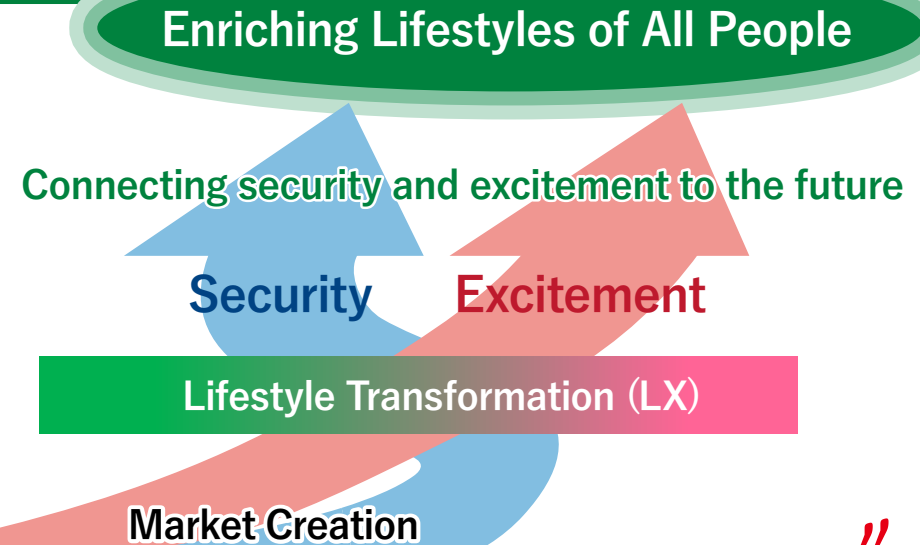 Enriching Lifestyles of All People
Connecting security and excitement to the future
Security
Excitement
Lifestyle Transformation (LX)
Market Creation
”